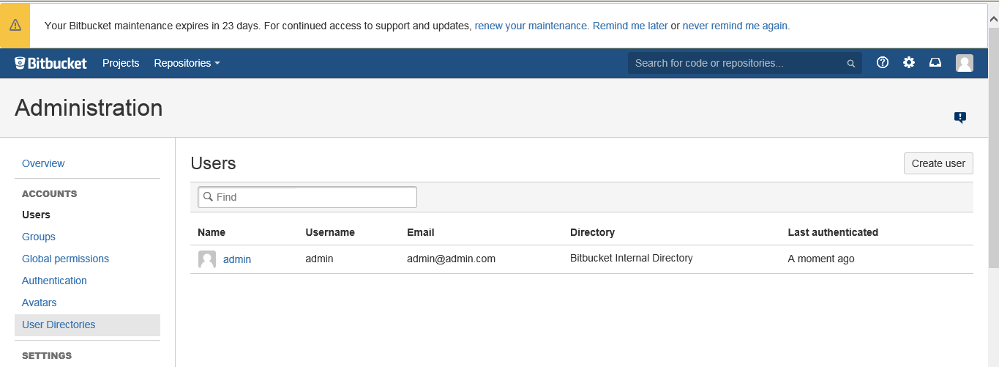 Your Bitbucket maintenance expires in 23 days. For continued access to support and updates, renew your maintenance. Remind me later or never remind me again.
Bitbucket Projects Repositories Search for code or repositories...
Administration
Overview
ACCOUNTS
Users
Groups
Global permissions
Authentication
Avatars
User Directories
SETTINGS
Users Create user
Find
Name Username Email Directory Last authenticated
admin admin admin@admin.com Bitbucket Internal Directory A moment ago